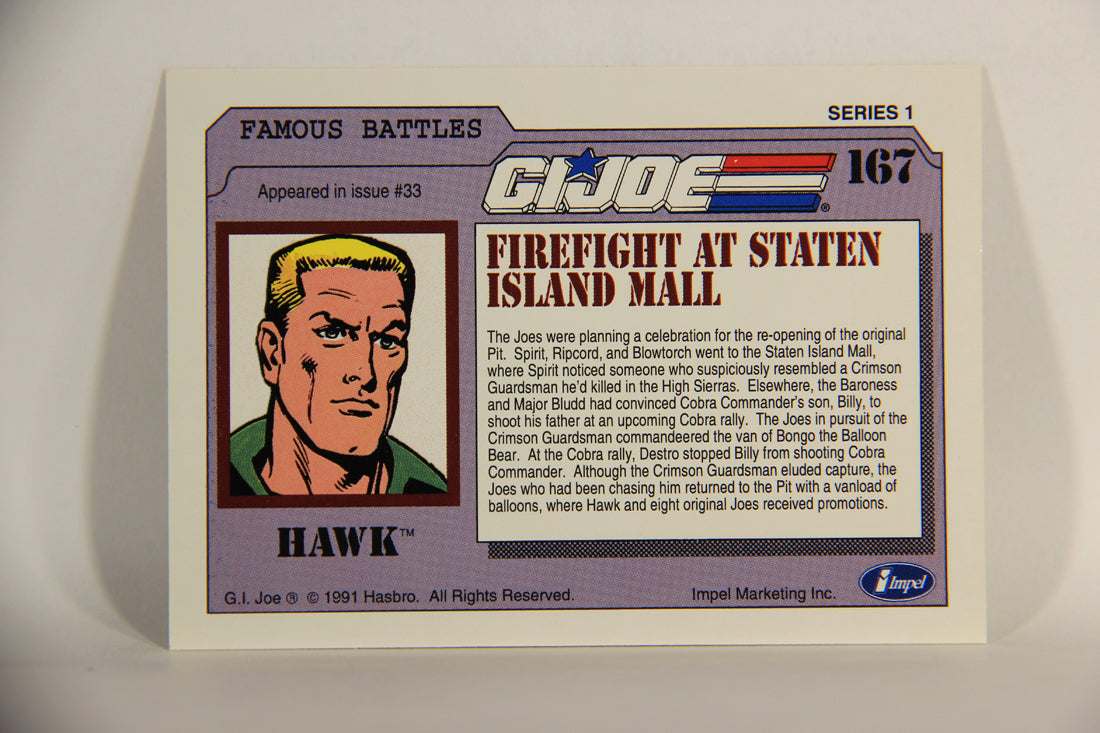 SERIES 1
FAMOUS BATTLES
G.I. JOE ®
167
Appeared in issue #33
FIREFIGHT AT STATEN
ISLAND MALL
The Joes were planning a celebration for the re-opening of the original
Pit. Spirit, Ripcord, and Blowtorch went to the Staten Island Mall,
where Spirit noticed someone who suspiciously resembled a Crimson
Guardsman he'd killed in the High Sierras. Elsewhere, the Baroness
and Major Bludd had convinced Cobra Commander's son, Billy, to
shoot his father at an upcoming Cobra rally. The Joes in pursuit of the
Crimson Guardsman commandeered the van of Bongo the Balloon
Bear. At the Cobra rally, Destro stopped Billy from shooting Cobra
Commander. Although the Crimson Guardsman eluded capture, the
Joes who had been chasing him returned to the Pit with a vanload of
balloons, where Hawk and eight original Joes received promotions.
HAWK™
i Impel
G.I. Joe ® © 1991 Hasbro. All Rights Reserved.
Impel Marketing Inc.